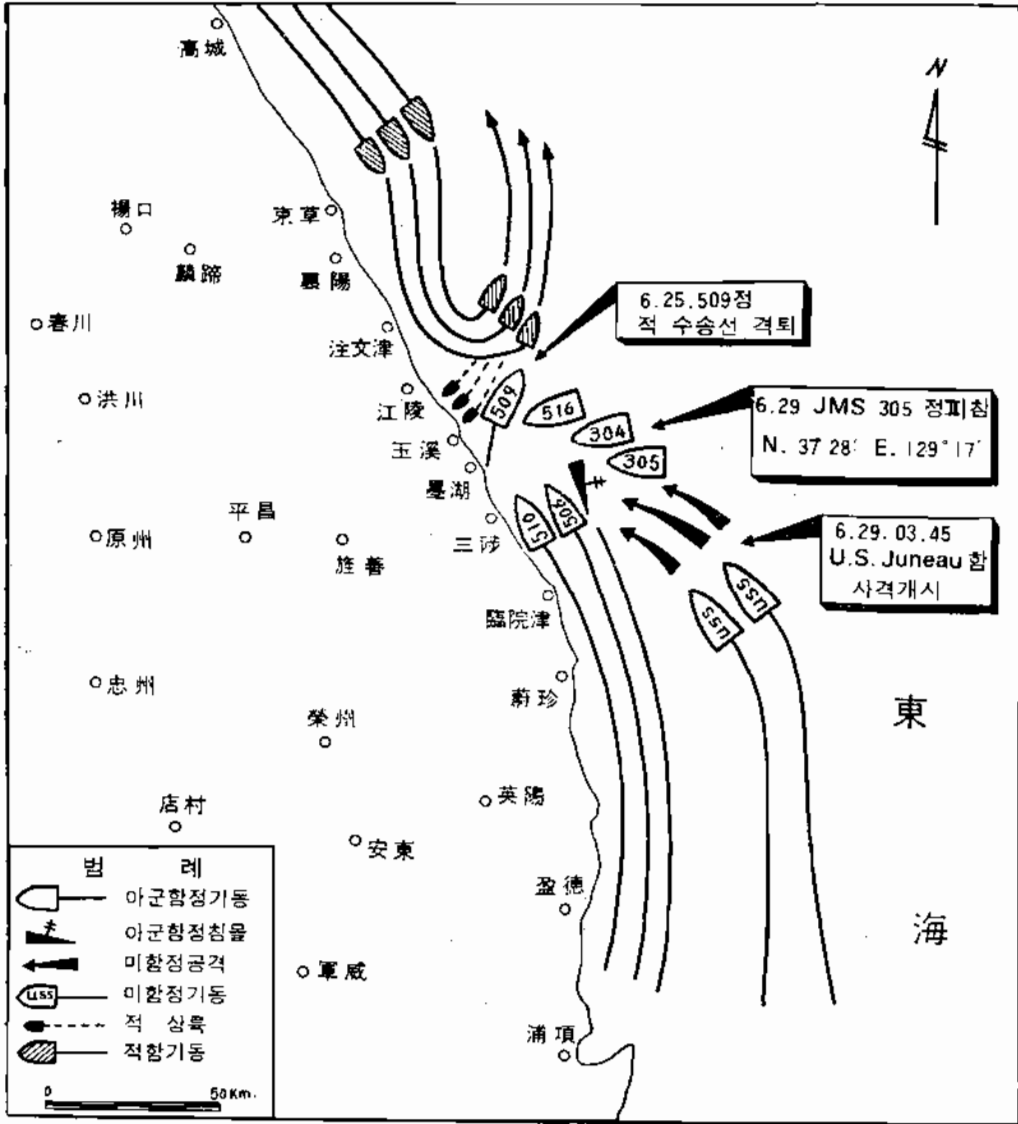 高城
N
楊口
束草
麟蹄
襄陽
春川
注文津
6.25.509정
적 수송선 격퇴
洪川
江陵
509
516
304
305
6.29 JMS 305 정피침
N. 37°28′ E. 129°17′
玉溪
墨湖
510
506
三陟
平昌
原州
旌善
6.29.03.45
U.S. Juneau 함
사격개시
USS
USS
臨院津
忠州
蔚珍
東
榮州
店村
英陽
安東
盈德
海
軍威
浦項
범 례
아군함정기동
아군함정침몰
미함정공격
USS
미함정기동
적 상륙
적함기동
0
50Km.